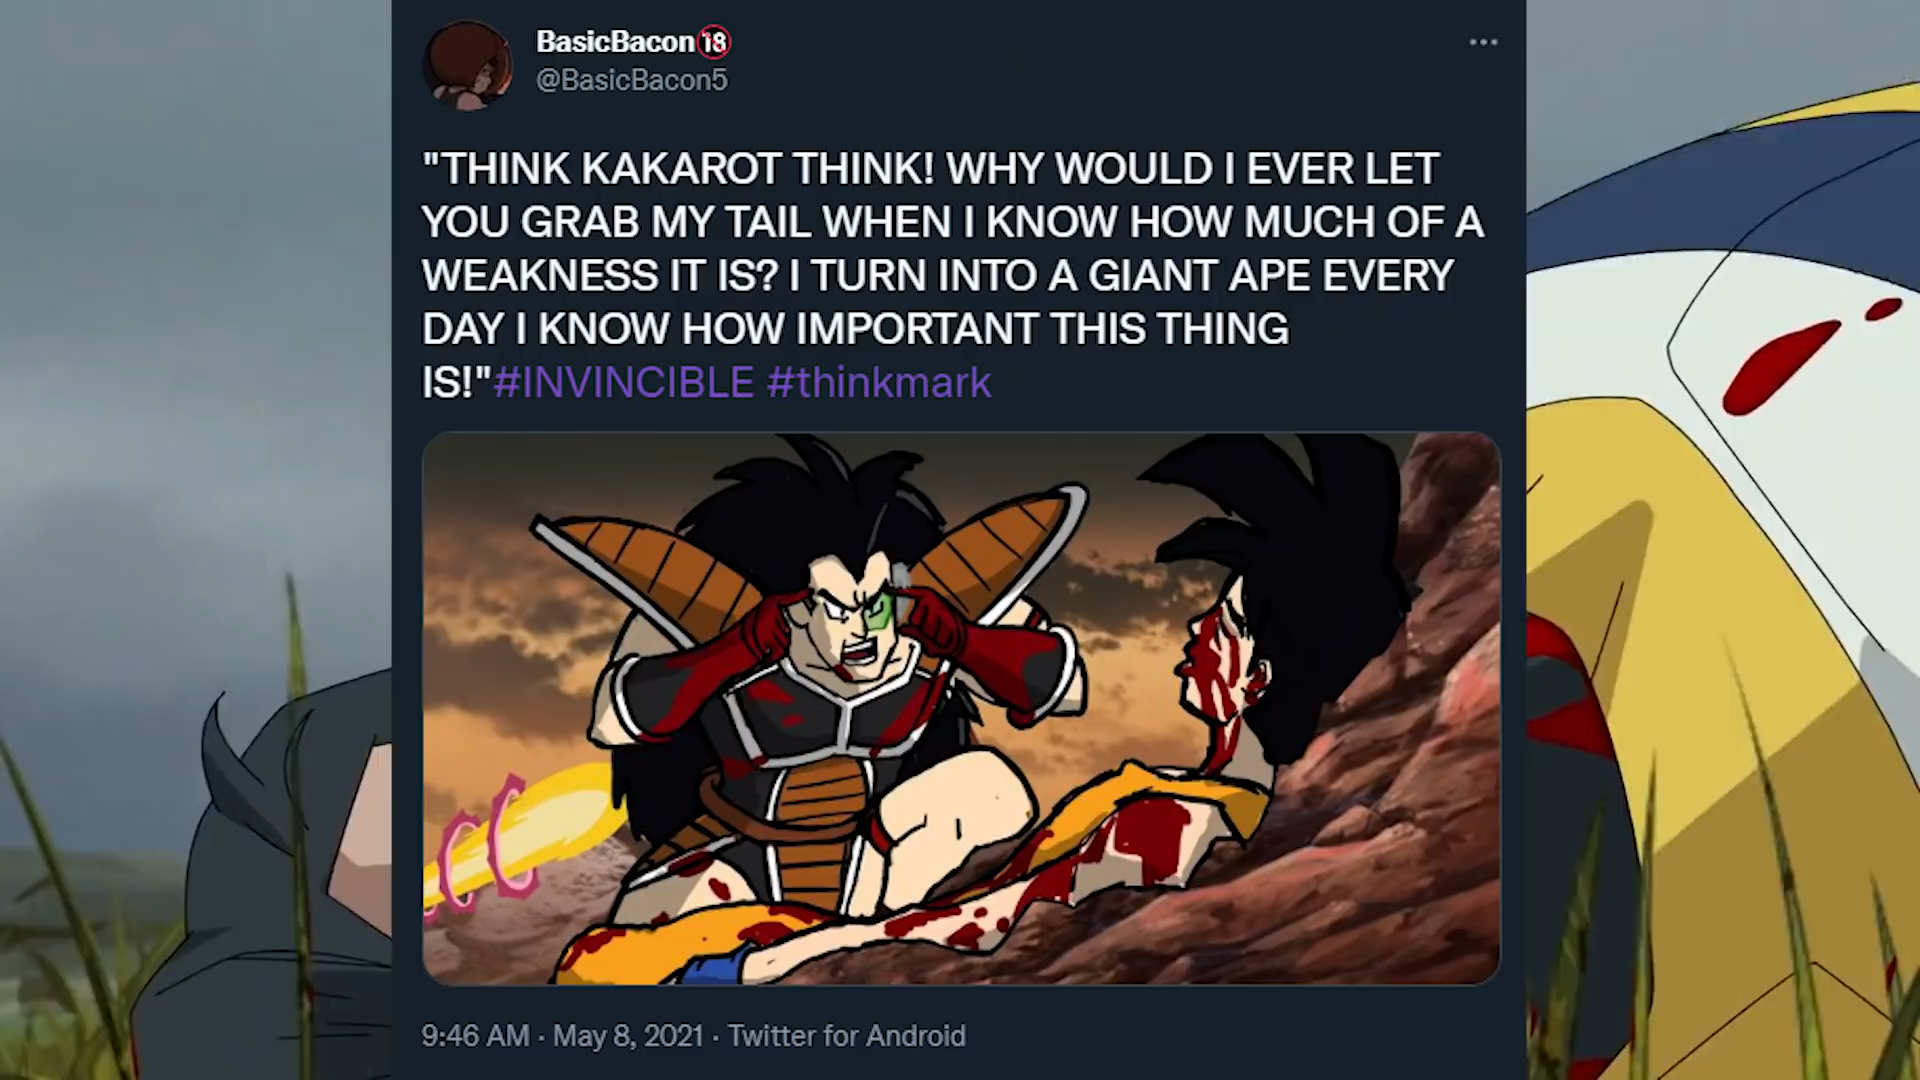 BasicBacon🔞
@BasicBacon5
"THINK KAKAROT THINK! WHY WOULD I EVER LET
YOU GRAB MY TAIL WHEN I KNOW HOW MUCH OF A
WEAKNESS IT IS? I TURN INTO A GIANT APE EVERY
DAY I KNOW HOW IMPORTANT THIS THING
IS!"#INVINCIBLE #thinkmark
9:46 AM · May 8, 2021 · Twitter for Android